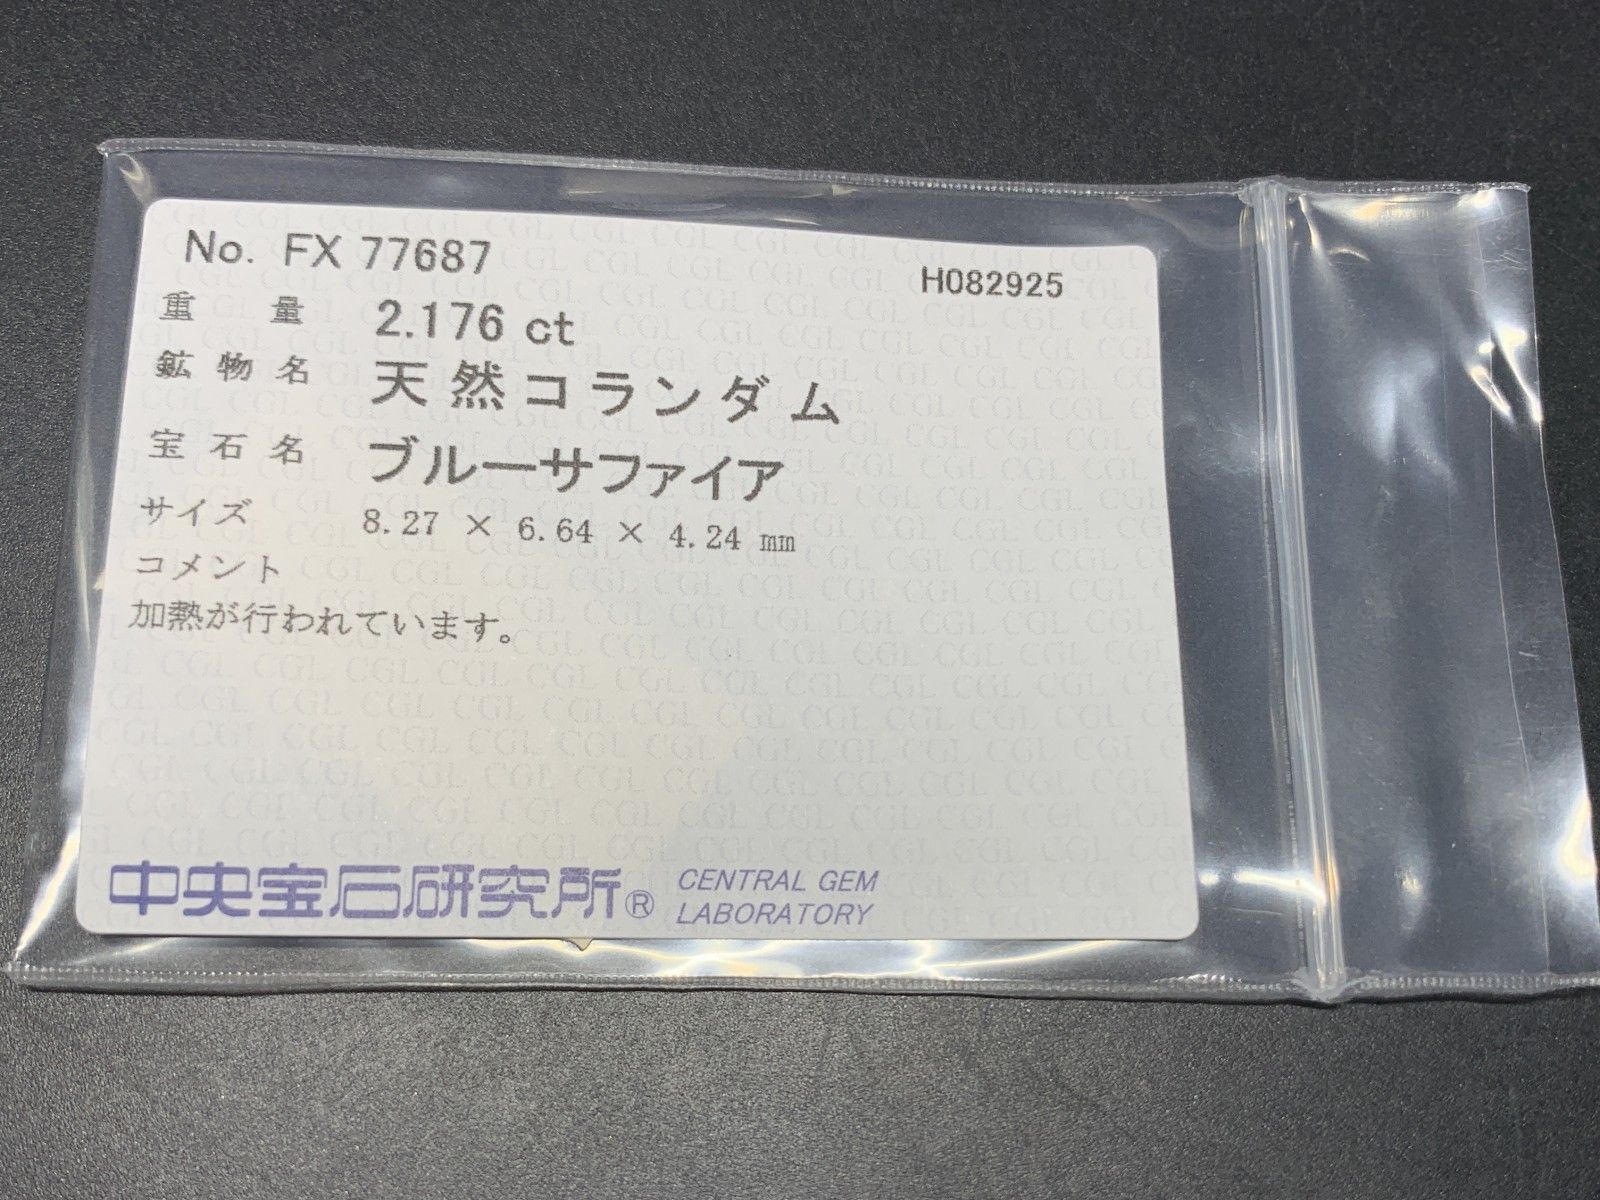 No. FX 77687
H082925
重量 2.176 ct
鉱物名 天然コランダム
宝石名 ブルーサファイア
サイズ 8.27 × 6.64 × 4.24 mm
コメント
加熱が行われています。
中央宝石研究所® CENTRAL GEM
LABORATORY